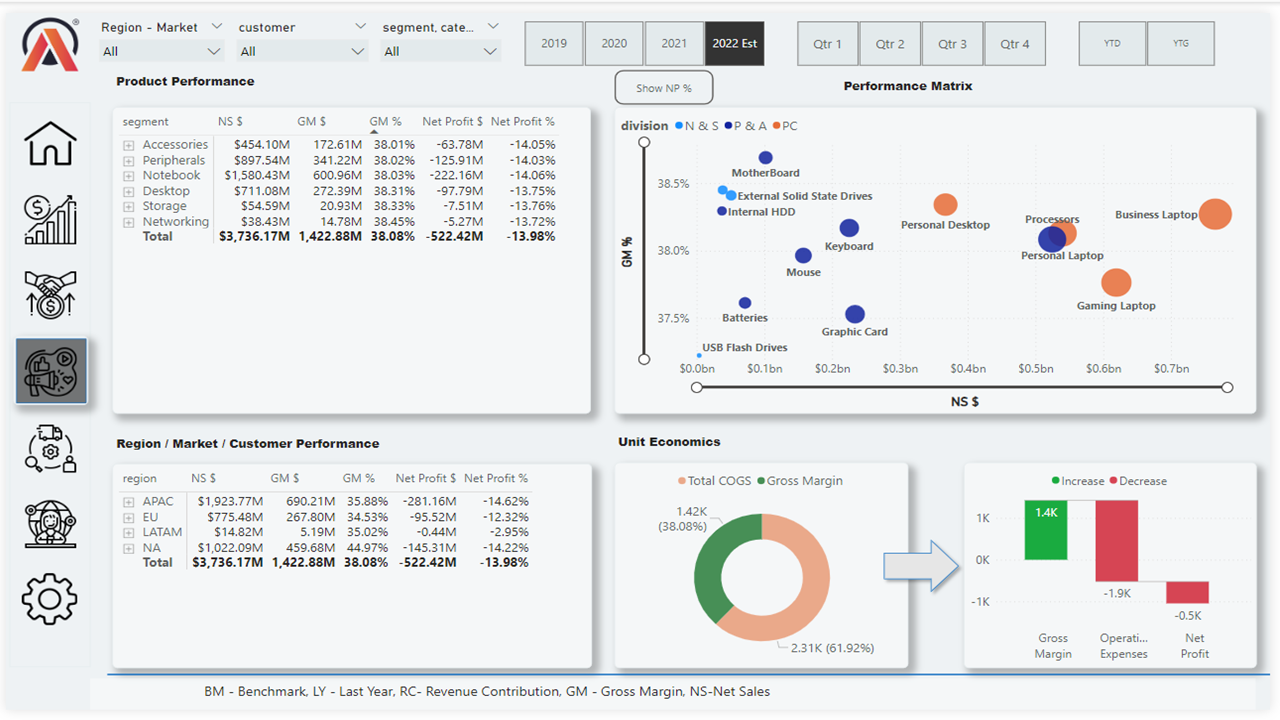 Region - Market customer segment, cate...
All All All
2019 2020 2021 2022 Est Qtr 1 Qtr 2 Qtr 3 Qtr 4 YTD YTG
Product Performance
segment NS $ GM $ GM % Net Profit $ Net Profit %
Accessories $454.10M 172.61M 38.01% -63.78M -14.05%
Peripherals $897.54M 341.22M 38.02% -125.91M -14.03%
Notebook $1,580.43M 600.96M 38.03% -222.16M -14.06%
Desktop $711.08M 272.39M 38.31% -97.79M -13.75%
Storage $54.59M 20.93M 38.33% -7.51M -13.76%
Networking $38.43M 14.78M 38.45% -5.27M -13.72%
Total $3,736.17M 1,422.88M 38.08% -522.42M -13.98%
Show NP %
Performance Matrix
division N & S P & A PC
GM %
38.5%
38.0%
37.5%
MotherBoard
External Solid State Drives
Internal HDD
Personal Desktop
Processors
Business Laptop
Keyboard
Personal Laptop
Mouse
Gaming Laptop
Batteries
Graphic Card
USB Flash Drives
$0.0bn $0.1bn $0.2bn $0.3bn $0.4bn $0.5bn $0.6bn $0.7bn
NS $
Region / Market / Customer Performance
region NS $ GM $ GM % Net Profit $ Net Profit %
APAC $1,923.77M 690.21M 35.88% -281.16M -14.62%
EU $775.48M 267.80M 34.53% -95.52M -12.32%
LATAM $14.82M 5.19M 35.02% -0.44M -2.95%
NA $1,022.09M 459.68M 44.97% -145.31M -14.22%
Total $3,736.17M 1,422.88M 38.08% -522.42M -13.98%
Unit Economics
Total COGS Gross Margin
1.42K
(38.08%)
2.31K (61.92%)
Increase Decrease
1K
0K
-1K
1.4K
-1.9K
-0.5K
Gross Operati... Net
Margin Expenses Profit
BM - Benchmark, LY - Last Year, RC- Revenue Contribution, GM - Gross Margin, NS-Net Sales